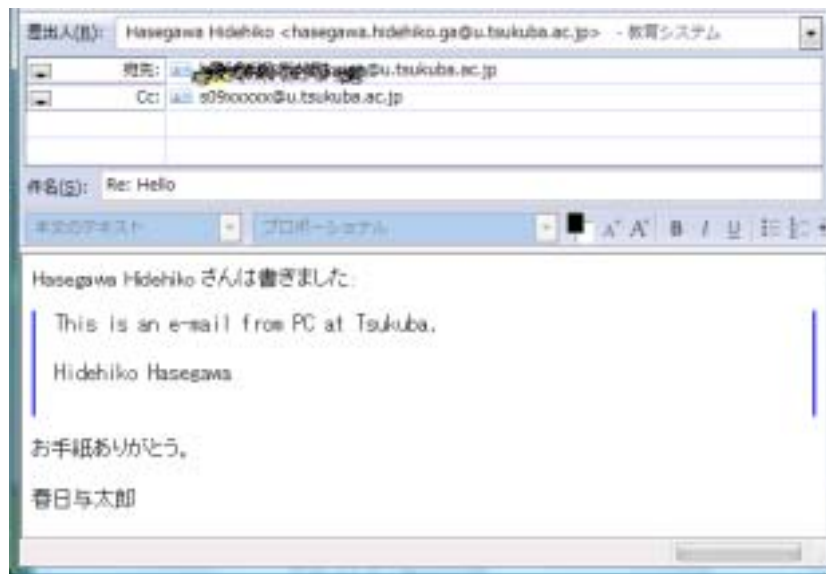 差出人(R): Hasegawa Hidehiko <hasegawa.hidehiko.ga@u.tsukuba.ac.jp> - 教育システム
宛先: @u.tsukuba.ac.jp
Cc: s09xxxxx@u.tsukuba.ac.jp
件名(S): Re: Hello
本文のテキスト プロポーショナル
Hasegawa Hidehiko さんは書きました:
This is an e-mail from PC at Tsukuba.
Hidehiko Hasegawa
お手紙ありがとう。
春日与太郎